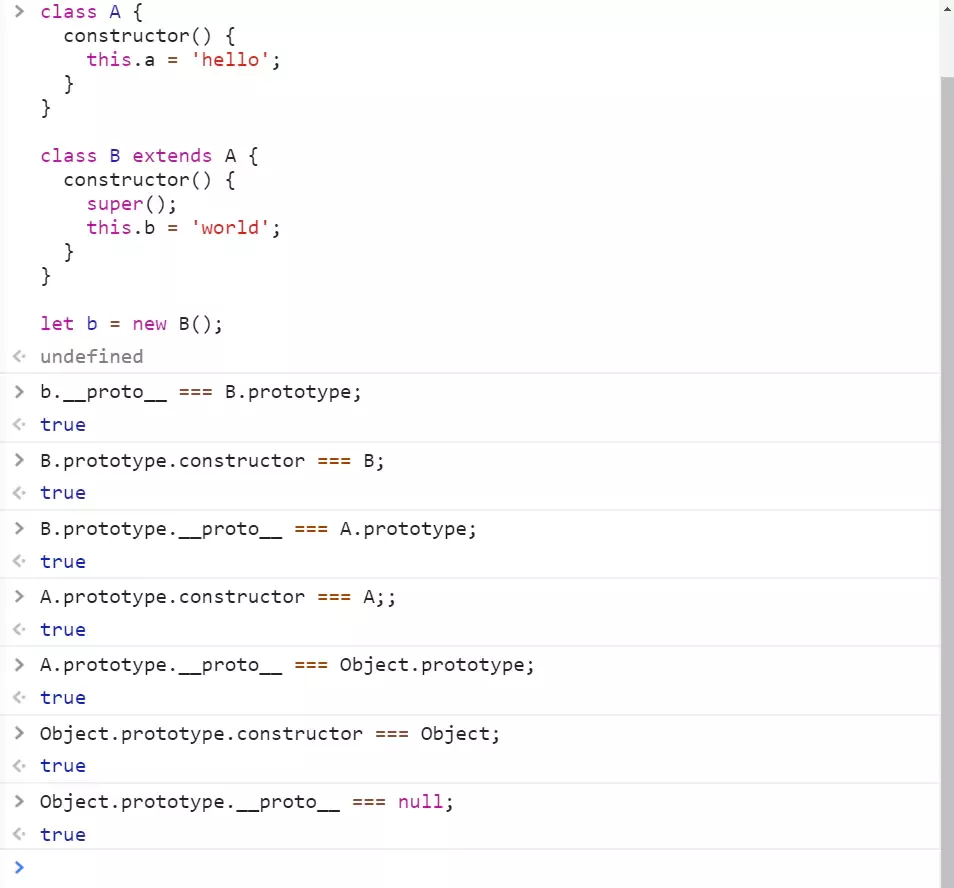 class A {
  constructor() {
    this.a = 'hello';
  }
}

class B extends A {
  constructor() {
    super();
    this.b = 'world';
  }
}

let b = new B();
undefined
b.__proto__ === B.prototype;
true
B.prototype.constructor === B;
true
B.prototype.__proto__ === A.prototype;
true
A.prototype.constructor === A;;
true
A.prototype.__proto__ === Object.prototype;
true
Object.prototype.constructor === Object;
true
Object.prototype.__proto__ === null;
true